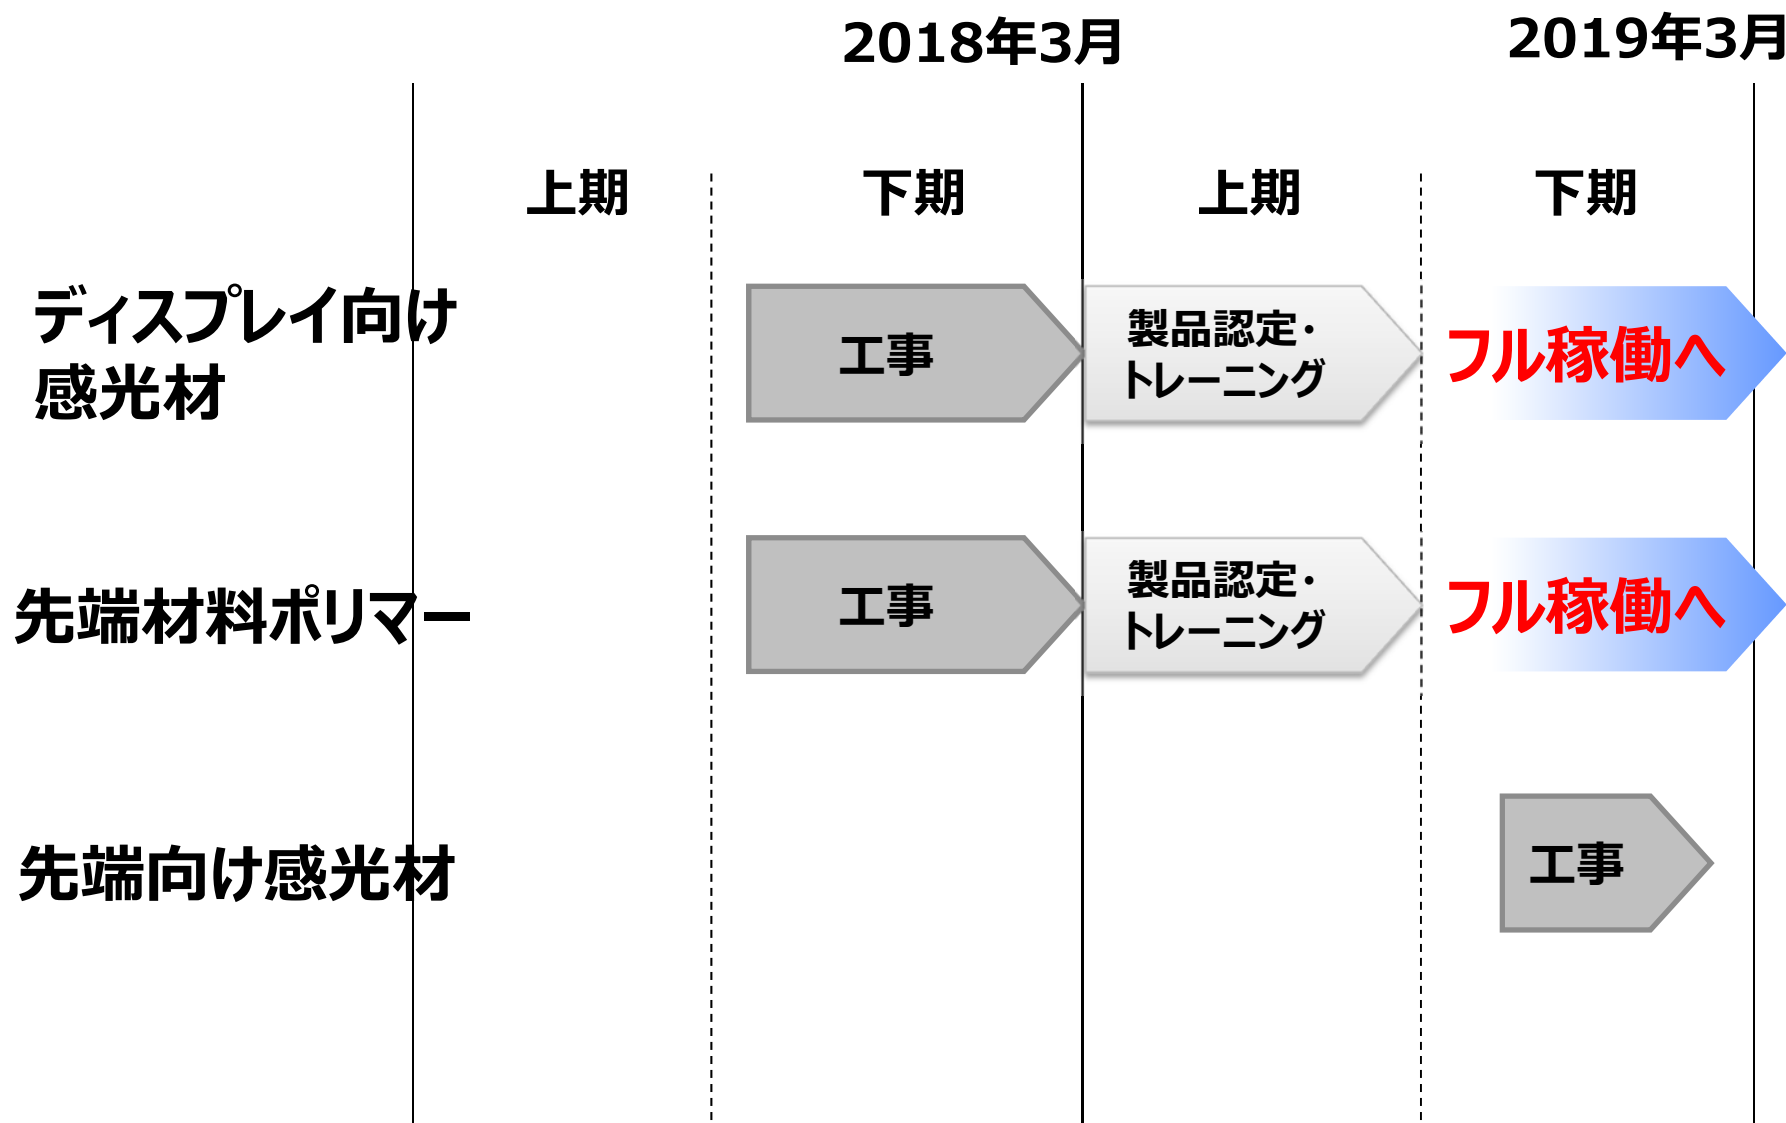 2018年3月
2019年3月
上期
下期
上期
下期
ディスプレイ向け
感光材
工事
製品認定・
トレーニング
フル稼働へ
先端材料ポリマー
工事
製品認定・
トレーニング
フル稼働へ
先端向け感光材
工事